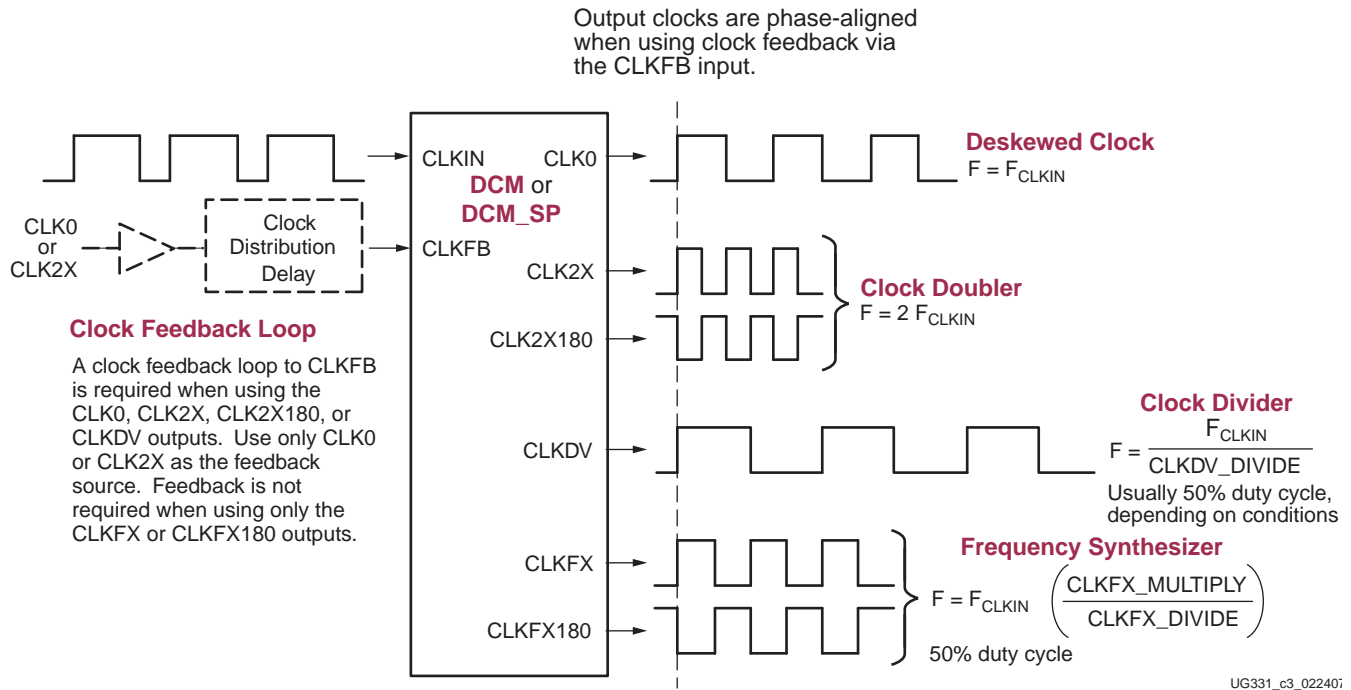 Output clocks are phase-aligned
when using clock feedback via
the CLKFB input.
CLKIN
CLK0
DCM or
DCM_SP
Deskewed Clock
F = FCLKIN
CLK0
or
CLK2X
Clock
Distribution
Delay
CLKFB
CLK2X
Clock Doubler
F = 2 FCLKIN
CLK2X180
Clock Feedback Loop
A clock feedback loop to CLKFB
is required when using the
CLK0, CLK2X, CLK2X180, or
CLKDV outputs. Use only CLK0
or CLK2X as the feedback
source. Feedback is not
required when using only the
CLKFX or CLKFX180 outputs.
CLKDV
Clock Divider
F = FCLKIN
CLKDV_DIVIDE
Usually 50% duty cycle,
depending on conditions
CLKFX
Frequency Synthesizer
F = FCLKIN (CLKFX_MULTIPLY
CLKFX_DIVIDE)
CLKFX180
50% duty cycle
UG331_c3_022407